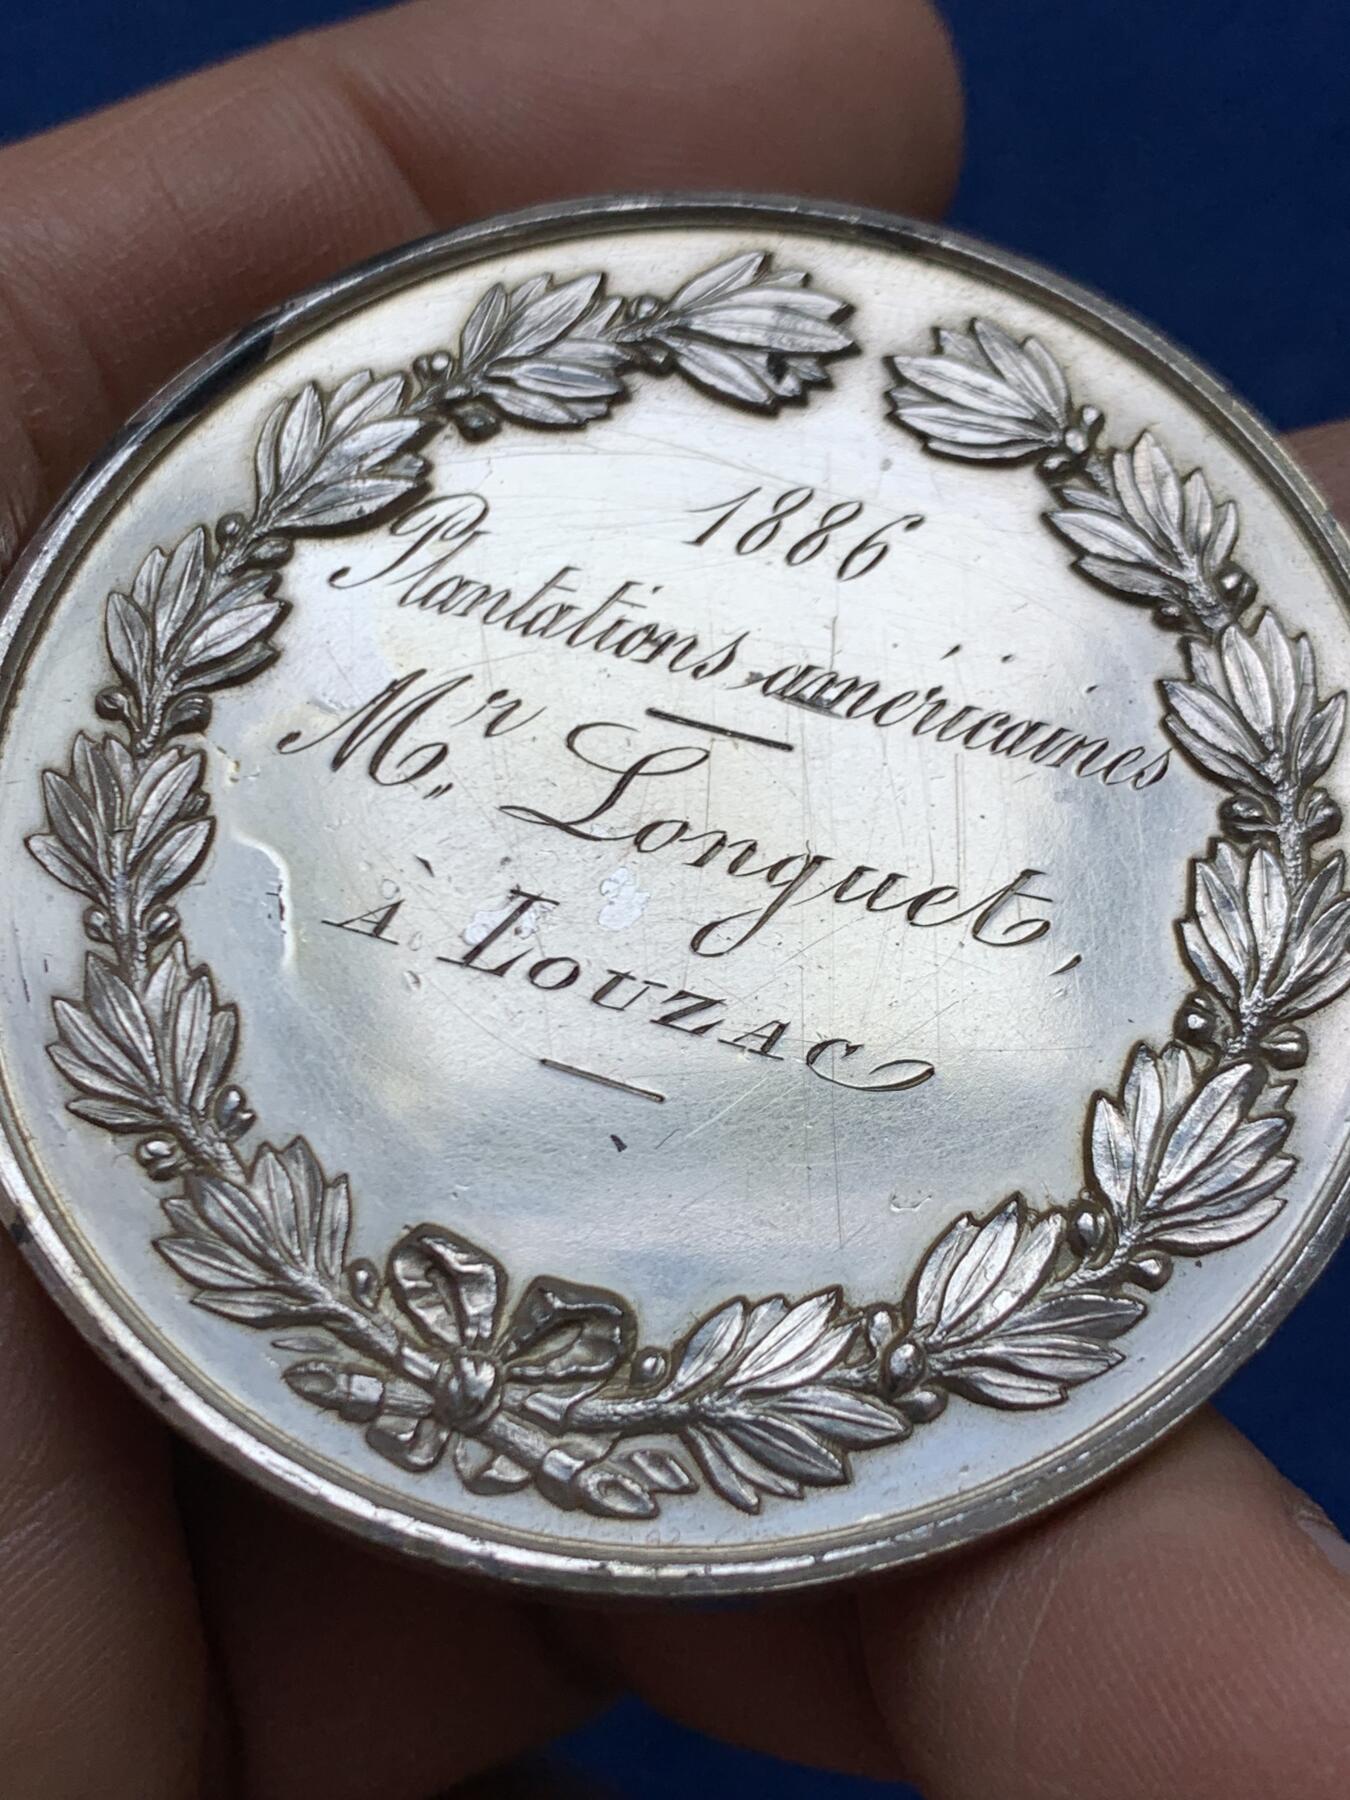 1886
Plantations américaines
Mr. Longuet,
À Louzac